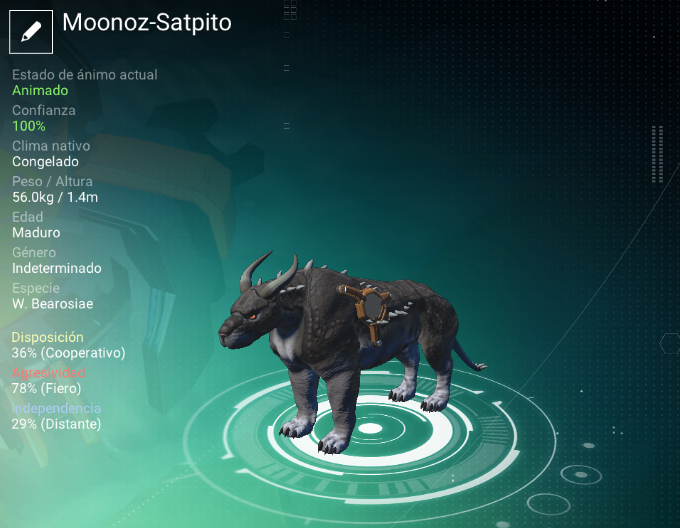 Moonoz-Satpito
Estado de ánimo actual
Animado
Confianza
100%
Clima nativo
Congelado
Peso / Altura
56.0kg / 1.4m
Edad
Maduro
Género
Indeterminado
Especie
W. Bearosiae
Disposición
36% (Cooperativo)
Agresividad
78% (Fiero)
Independencia
29% (Distante)